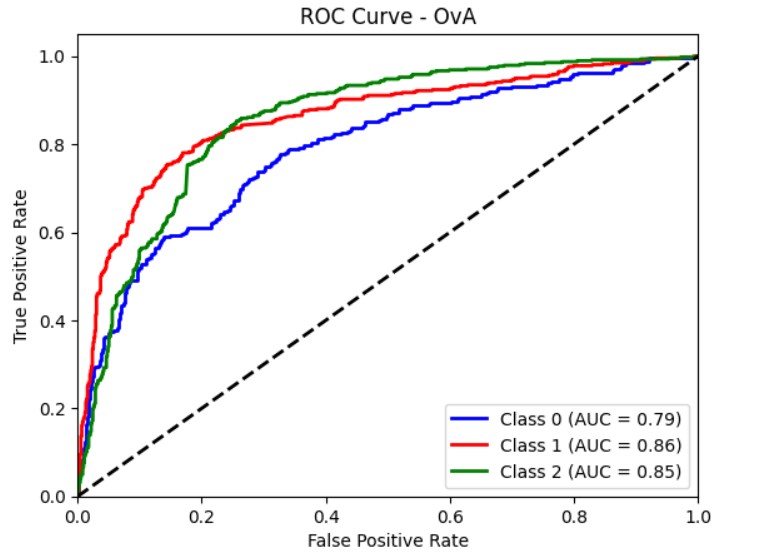 ROC Curve - OvA
True Positive Rate
1.0
0.8
0.6
0.4
0.2
0.0
0.0 0.2 0.4 0.6 0.8 1.0
False Positive Rate
Class 0 (AUC = 0.79)
Class 1 (AUC = 0.86)
Class 2 (AUC = 0.85)